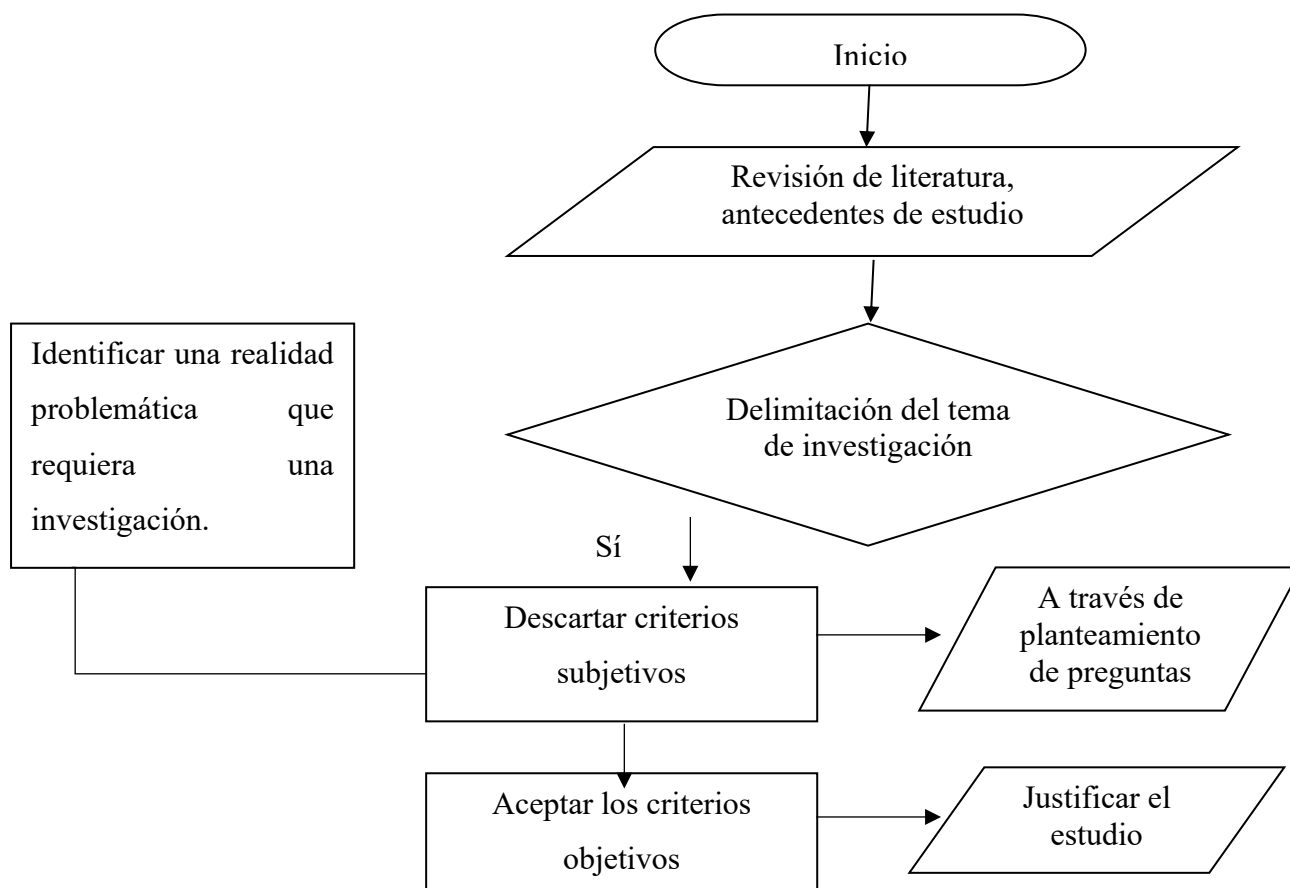 Inicio
Revisión de literatura,
antecedentes de estudio
Identificar una realidad
problemática que
requiera una
investigación.
Delimitación del tema
de investigación
Sí
Descartar criterios
subjetivos
A través de
planteamiento
de preguntas
Aceptar los criterios
objetivos
Justificar el
estudio